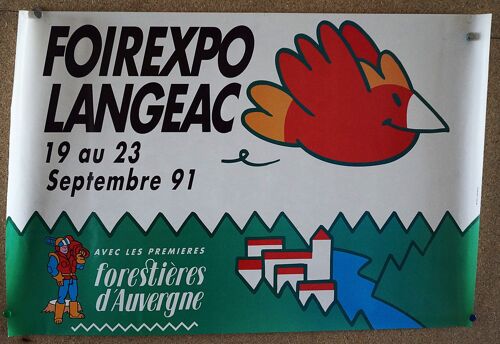 FOIREXPO
LANGEAC
19 au 23
Septembre 91
AVEC LES PREMIERES
forestières
d'Auvergne